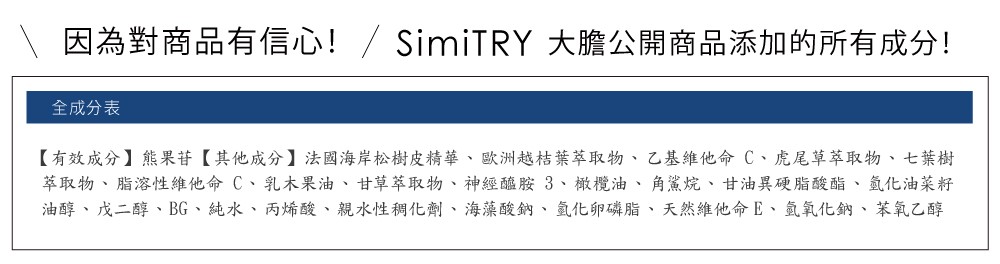 \ 因為對商品有信心! / SimiTRY 大膽公開商品添加的所有成分!
全成分表
【有效成分】熊果苷【其他成分】法國海岸松樹皮精華、歐洲越桔葉萃取物、乙基維他命 C、虎尾草萃取物、七葉樹
萃取物、脂溶性維他命 C、乳木果油、甘草萃取物、神經醯胺 3、橄欖油、角鯊烷、甘油異硬脂酸酯、氫化油菜籽
油醇、戊二醇、BG、純水、丙烯酸、親水性稠化劑、海藻酸鈉、氫化卵磷脂、天然維他命E、氫氧化鈉、苯氧乙醇